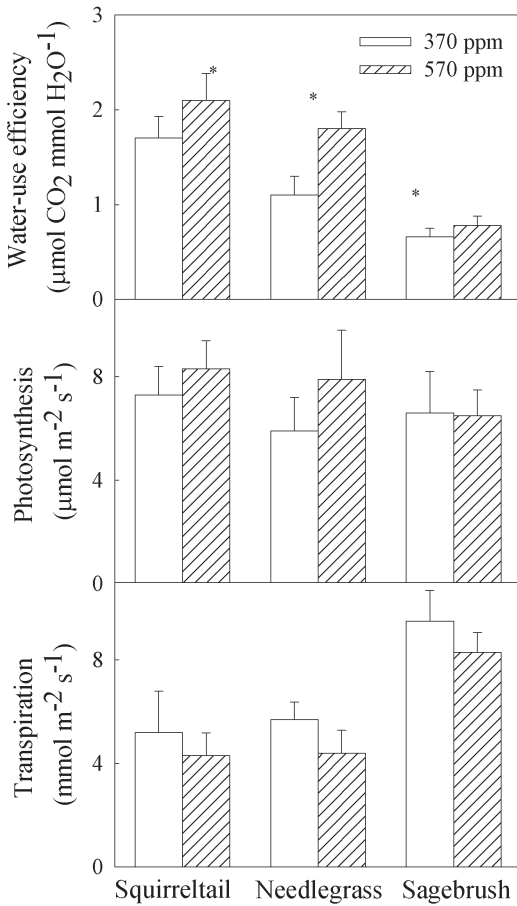 3
370 ppm
570 ppm
*
*
2
*
1
0
Water-use efficiency
(μmol CO2 mmol H2O-1)
8
4
0
Photosynthesis
(μmol m-2 s-1)
8
4
0
Transpiration
(mmol m-2 s-1)
Squirreltail Needlegrass Sagebrush